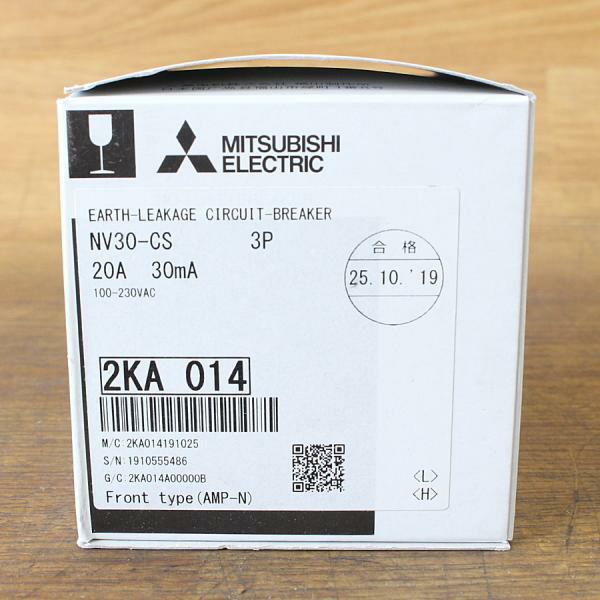 MITSUBISHI
ELECTRIC
EARTH-LEAKAGE CIRCUIT-BREAKER
NV30-CS 3P
20A 30mA
100-230VAC
合格
25.10.'19
2KA 014
M/C:2KA014191025
S/N:1910555486
G/C:2KA014A00000B
<L>
<H>
Front type(AMP-N)